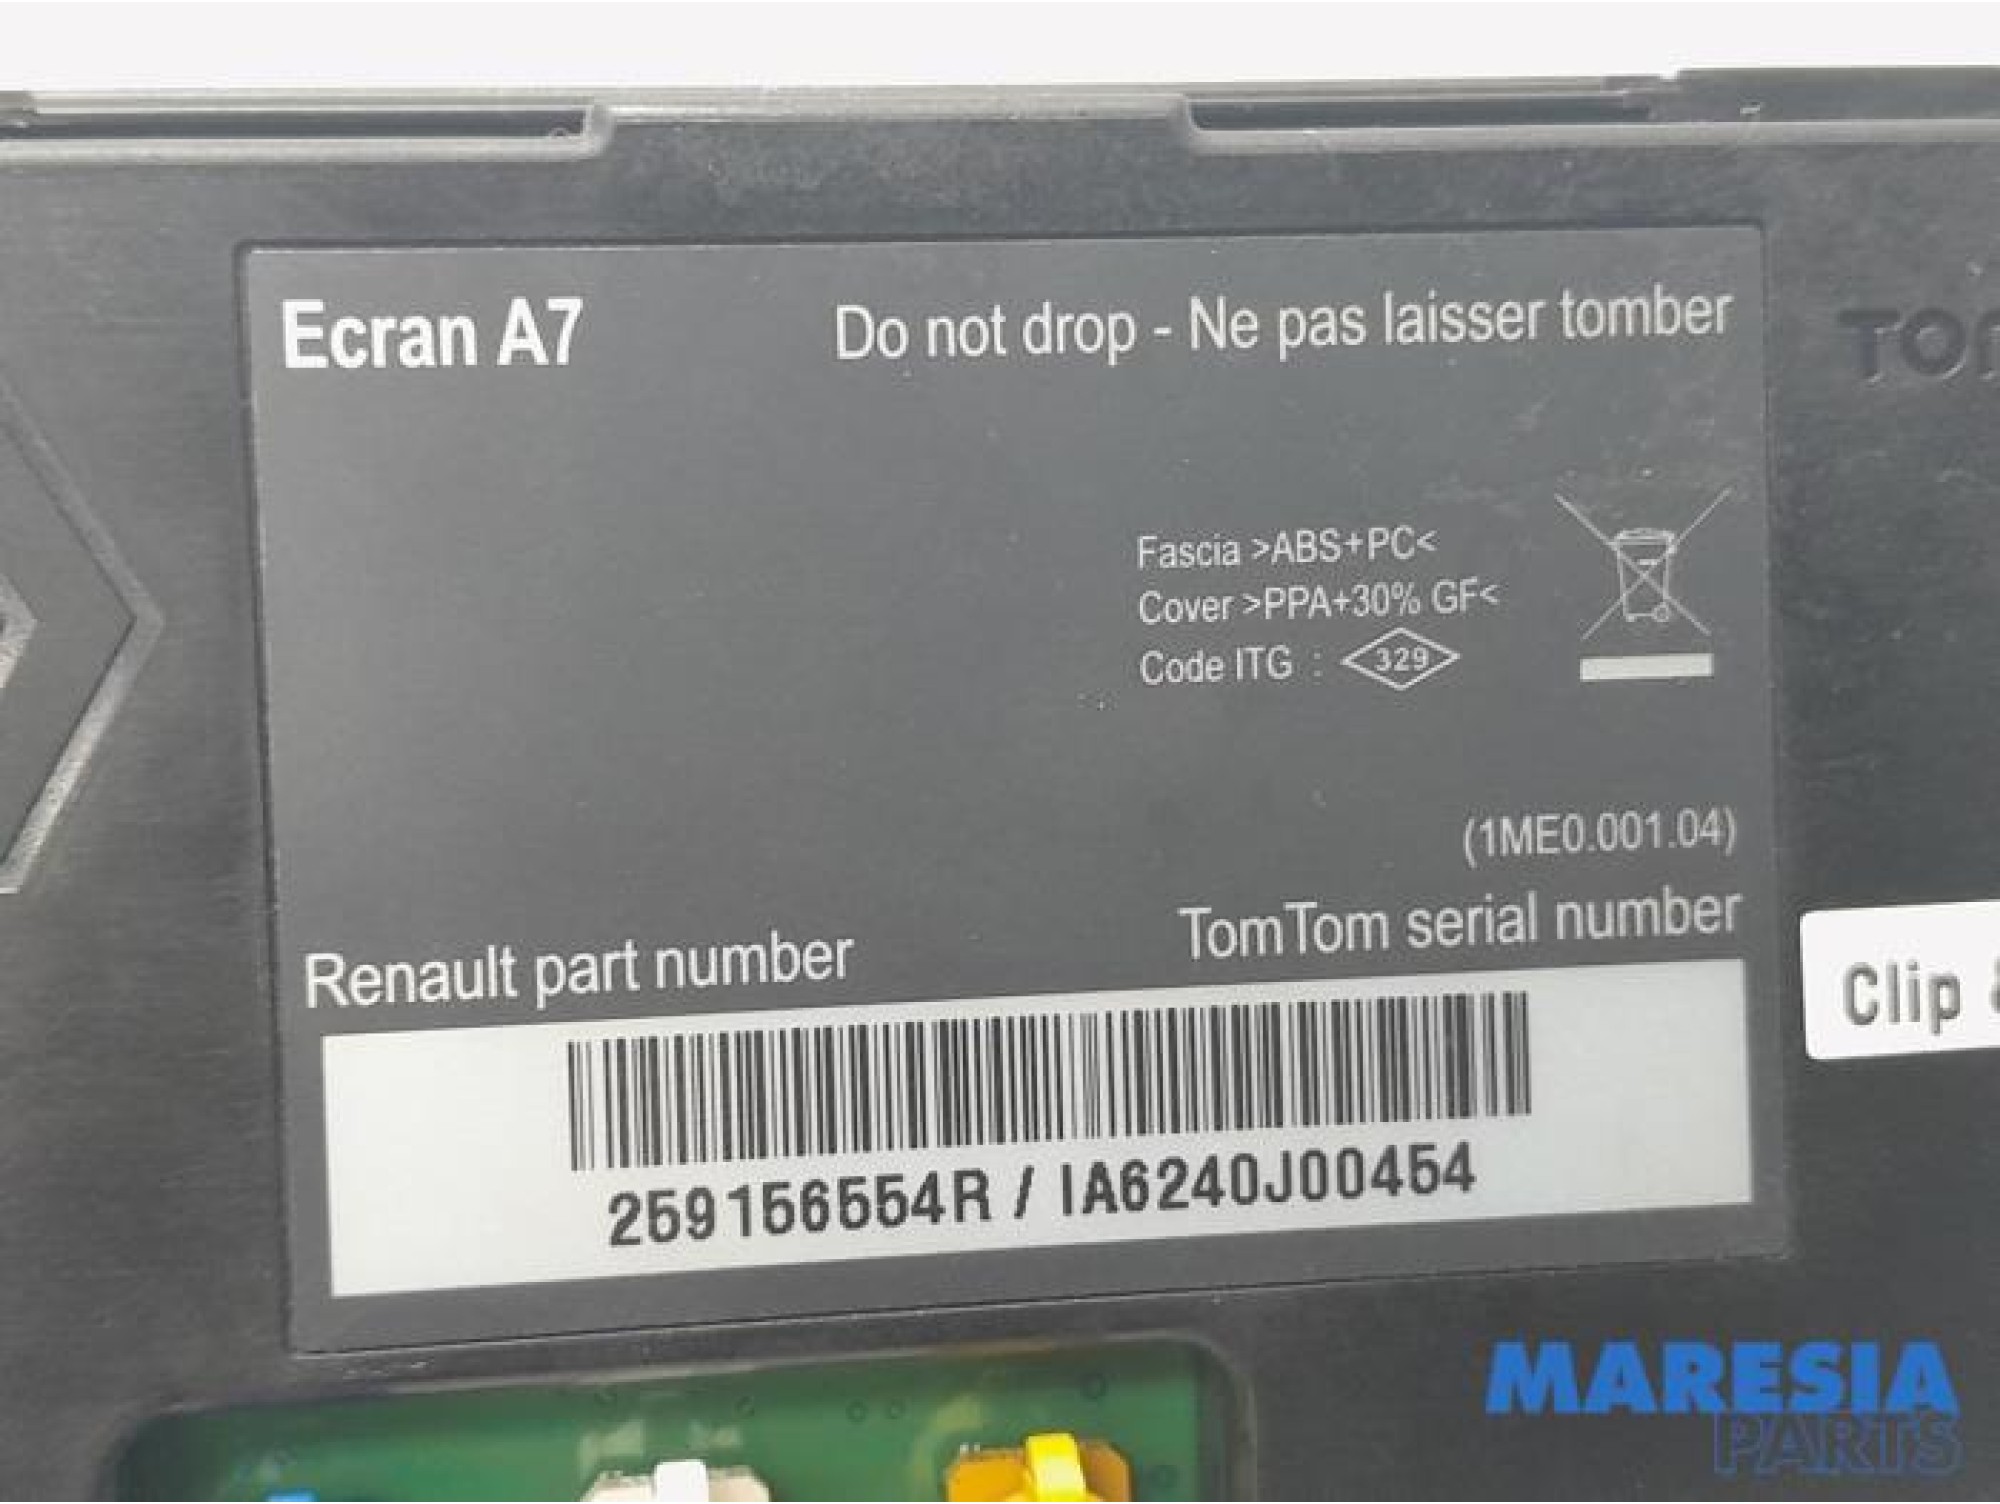 Ecran A7
Do not drop - Ne pas laisser tomber
Fascia >ABS+PC<
Cover >PPA+30% GF<
Code ITG : 329
(1ME0.001.04)
Renault part number
TomTom serial number
259156554R / IA6240J00454
Clip
MARESIA
PARTS